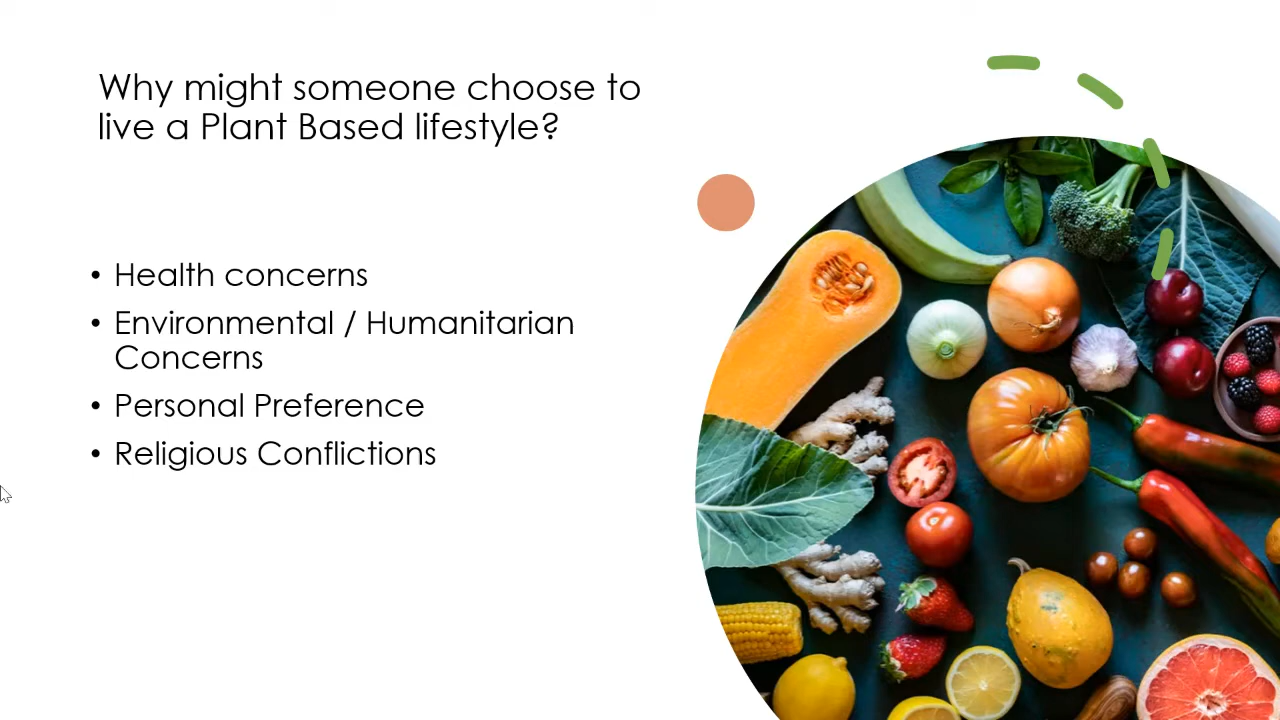 Why might someone choose to
live a Plant Based lifestyle?
• Health concerns
• Environmental / Humanitarian
Concerns
• Personal Preference
• Religious Conflictions